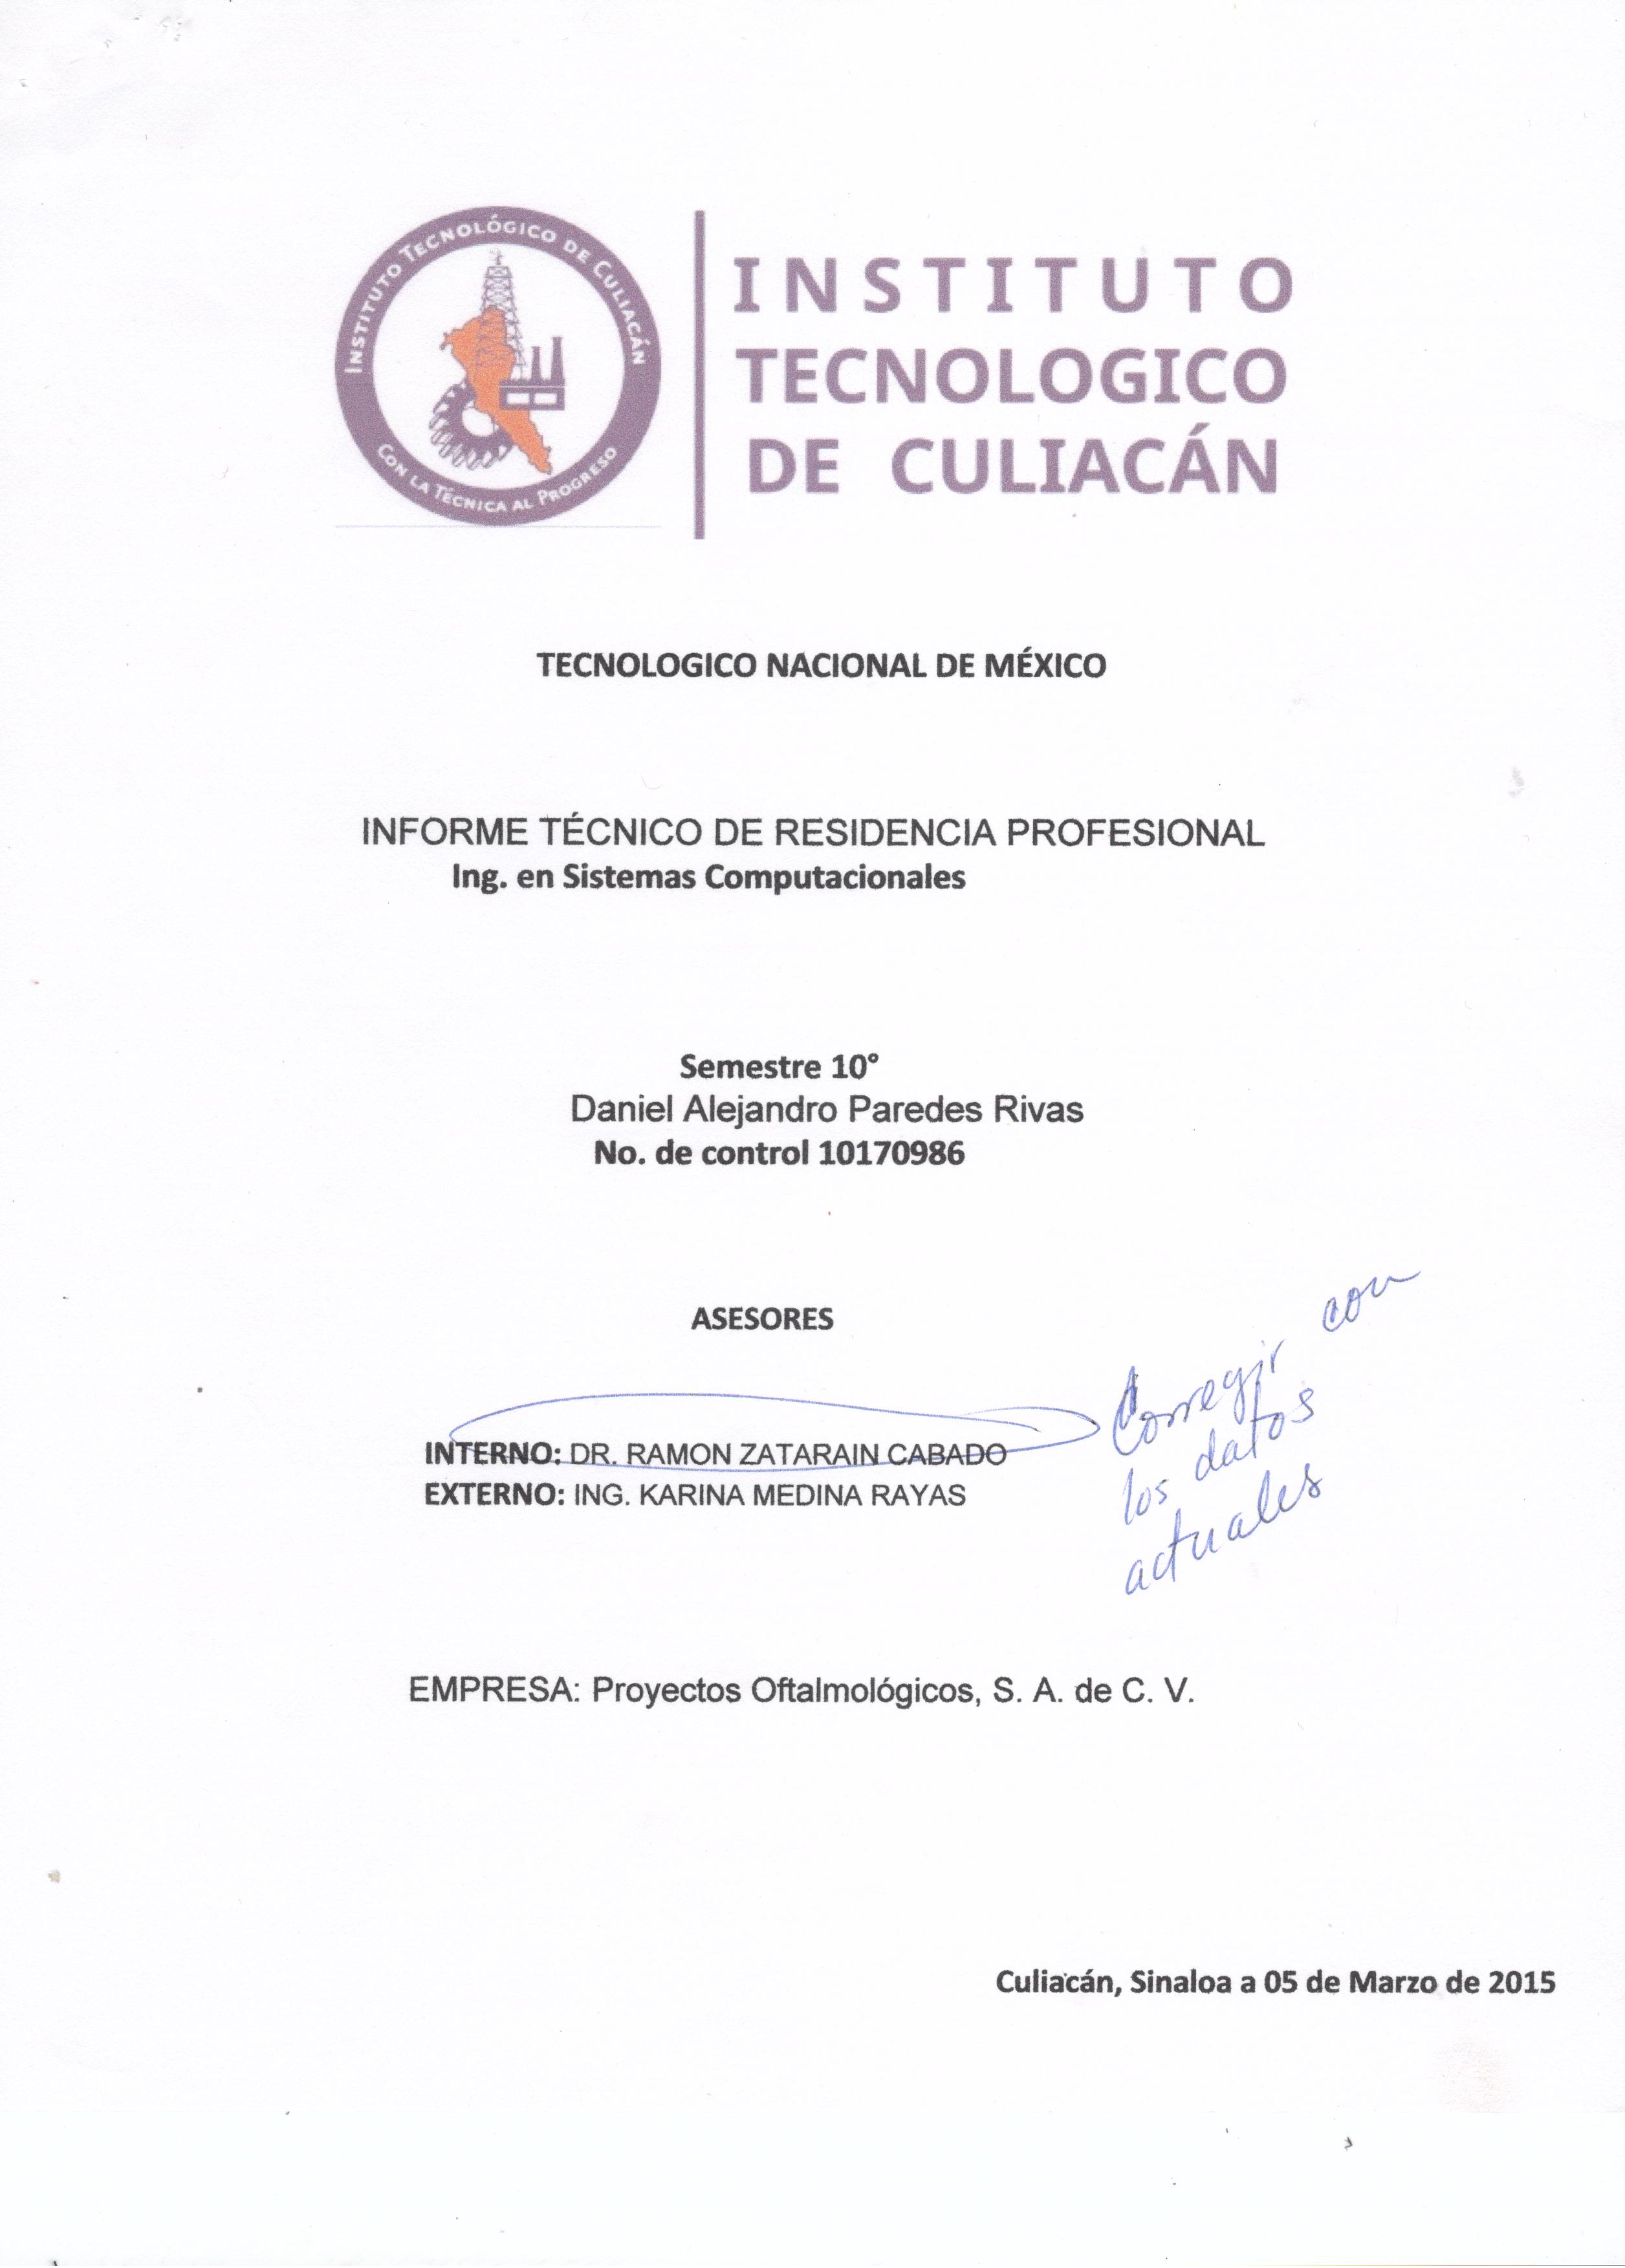 INSTITUTO TECNOLÓGICO DE CULIACÁN
CON LA TÉCNICA AL PROGRESO
INSTITUTO
TECNOLOGICO
DE CULIACÁN
TECNOLOGICO NACIONAL DE MÉXICO
INFORME TÉCNICO DE RESIDENCIA PROFESIONAL
Ing. en Sistemas Computacionales
Semestre 10°
Daniel Alejandro Paredes Rivas
No. de control 10170986
ASESORES
INTERNO: DR. RAMON ZATARAIN CABADO
EXTERNO: ING. KARINA MEDINA RAYAS
Corregir con
los datos
actuales
EMPRESA: Proyectos Oftalmológicos, S. A. de C. V.
Culiacán, Sinaloa a 05 de Marzo de 2015